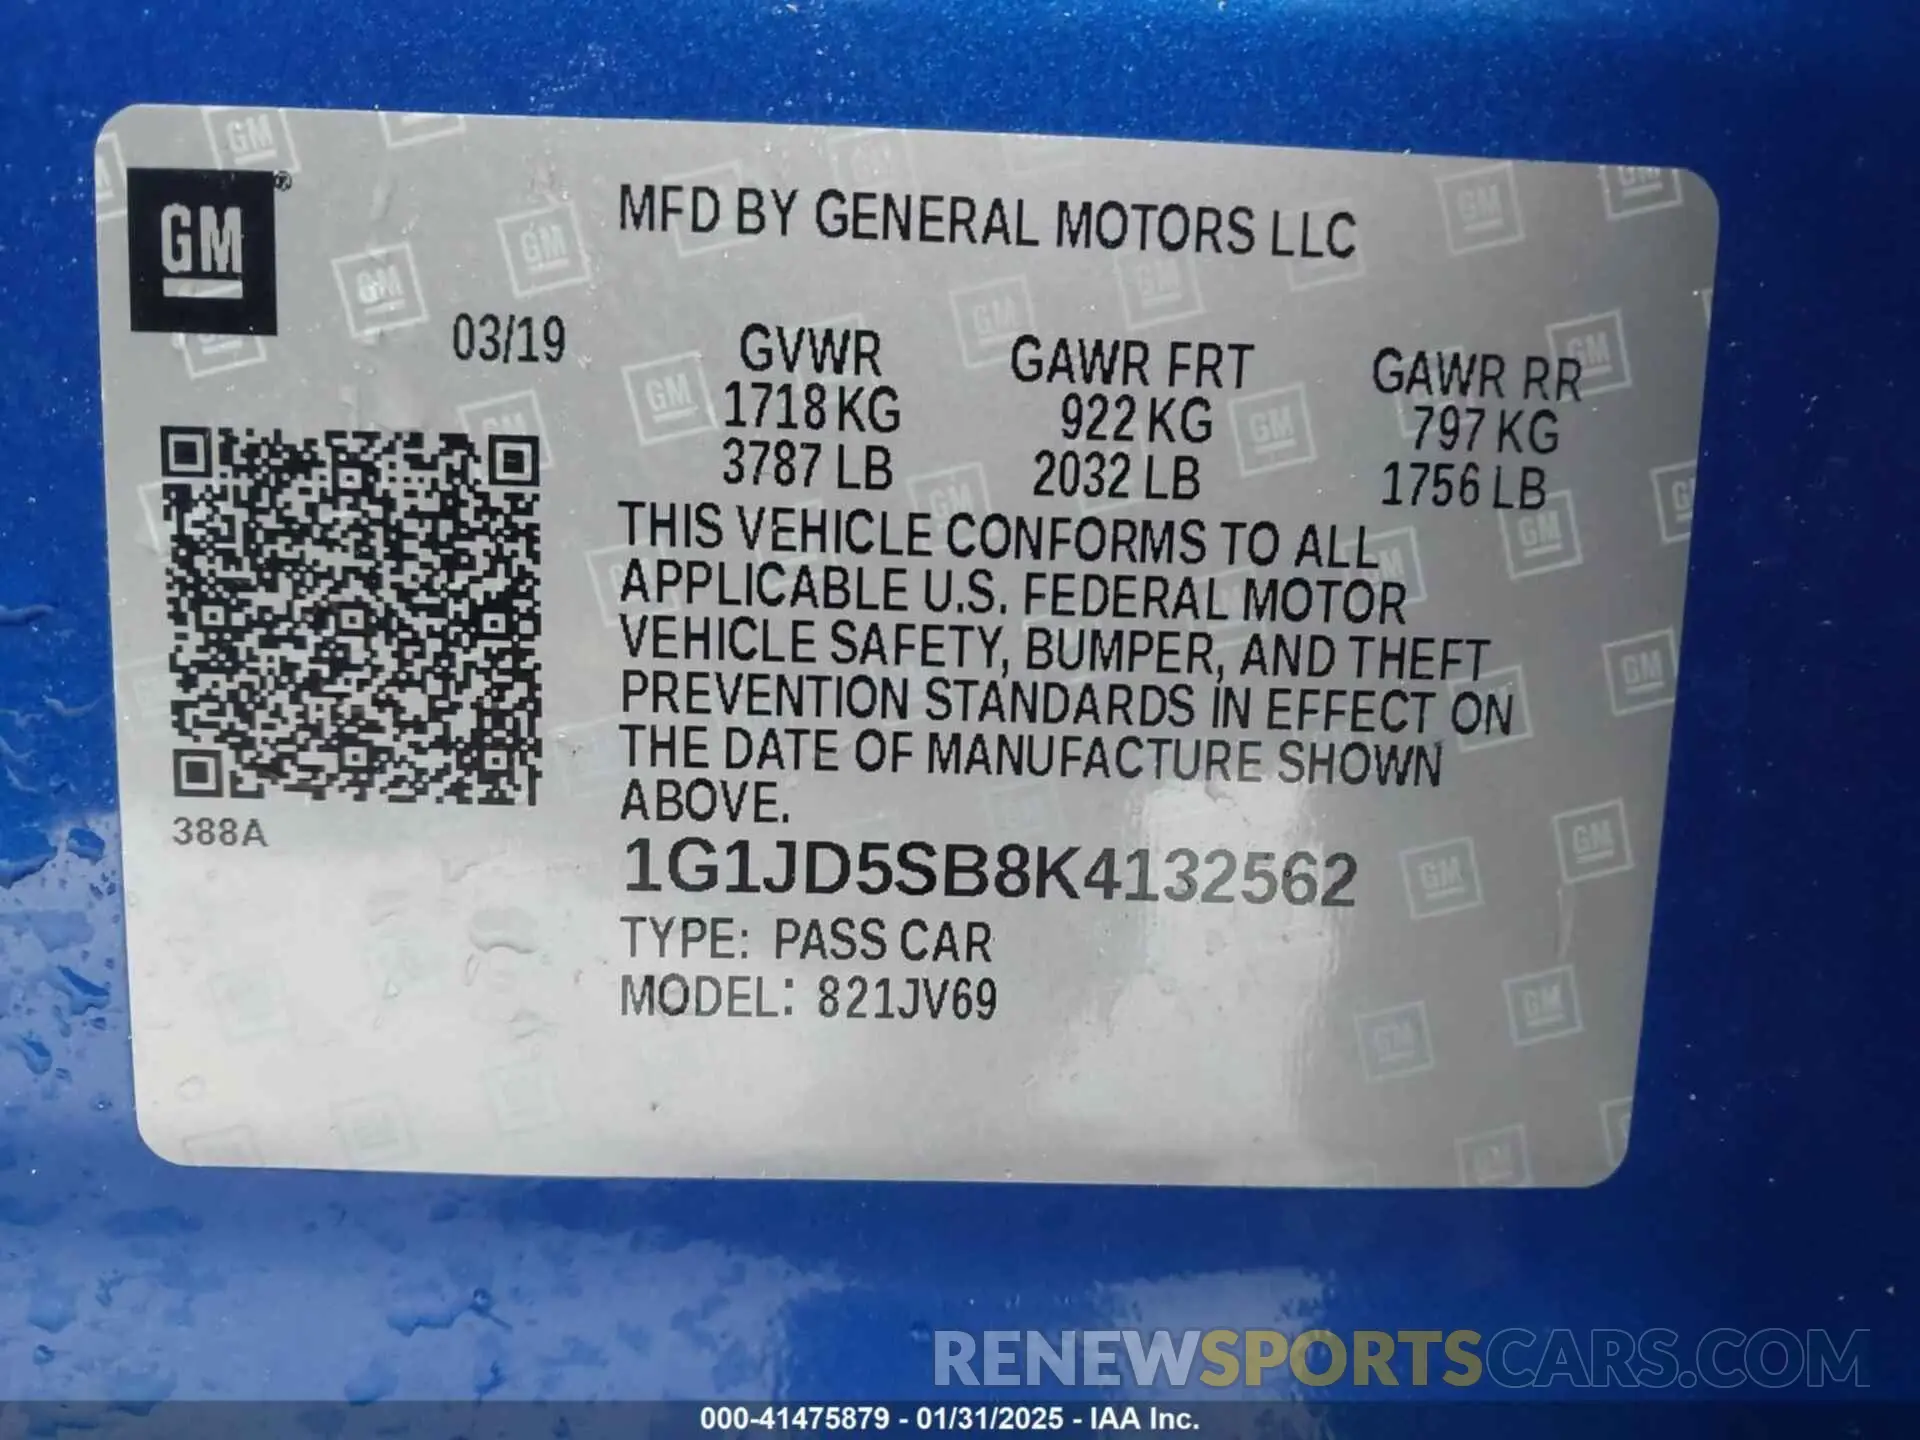 GM
MFD BY GENERAL MOTORS LLC
03/19
GVWR GAWR FRT GAWR RR
1718 KG 922 KG 797 KG
3787 LB 2032 LB 1756 LB
THIS VEHICLE CONFORMS TO ALL
APPLICABLE U.S. FEDERAL MOTOR
VEHICLE SAFETY, BUMPER, AND THEFT
PREVENTION STANDARDS IN EFFECT ON
THE DATE OF MANUFACTURE SHOWN
ABOVE.
388A
1G1JD5SB8K4132562
TYPE: PASS CAR
MODEL: 821JV69
RENEWSPORTSCARS.COM
000-41475879 - 01/31/2025 - IAA Inc.